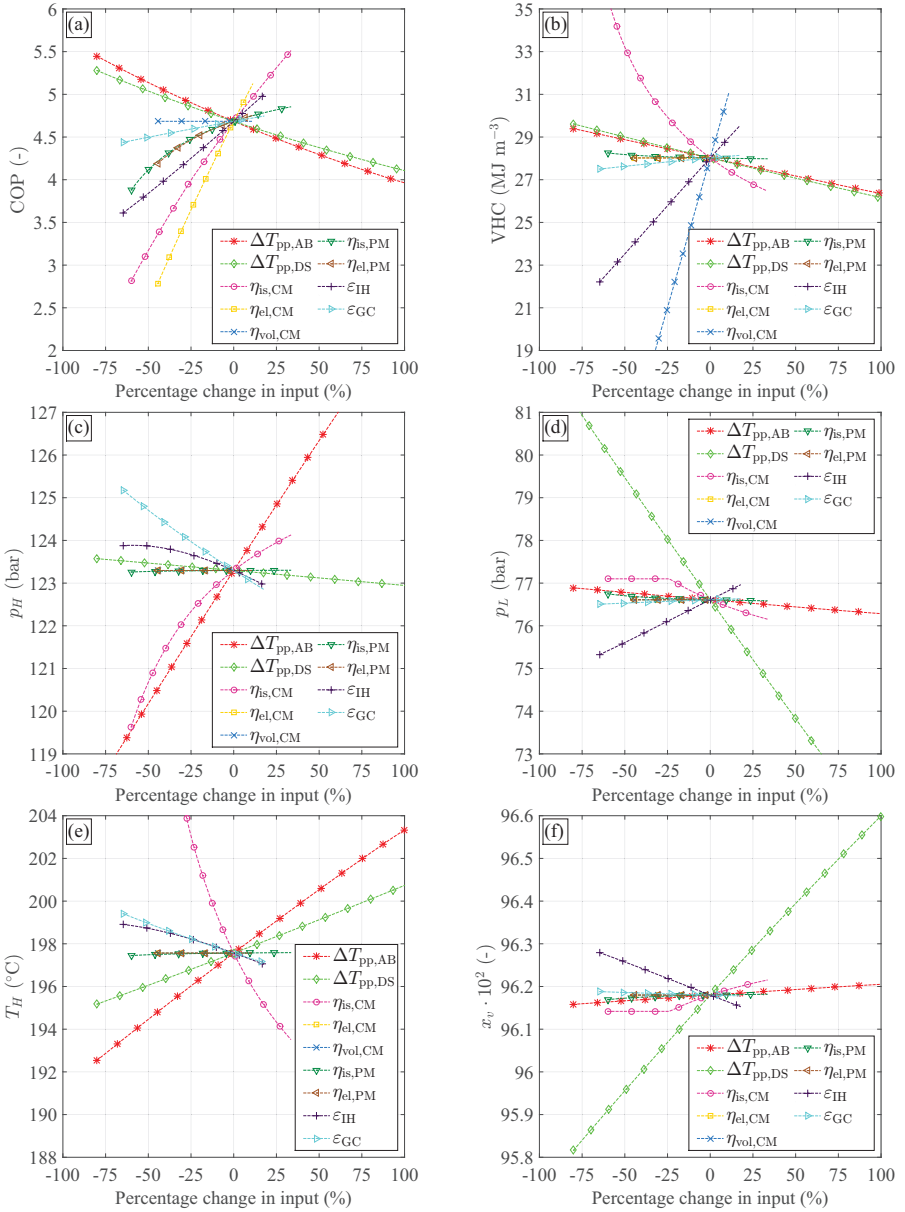 (a)
COP (-)
6
5.5
5
4.5
4
3.5
3
2.5
2
ΔT_pp,AB η_is,PM
ΔT_pp,DS η_el,PM
η_is,CM ε_IH
η_el,CM ε_GC
η_vol,CM
-100 -75 -50 -25 0 25 50 75 100
Percentage change in input (%)
(b)
VHC (MJ m⁻³)
35
33
31
29
27
25
23
21
19
ΔT_pp,AB η_is,PM
ΔT_pp,DS η_el,PM
η_is,CM ε_IH
η_el,CM ε_GC
η_vol,CM
-100 -75 -50 -25 0 25 50 75 100
Percentage change in input (%)
(c)
p_H (bar)
127
126
125
124
123
122
121
120
119
ΔT_pp,AB η_is,PM
ΔT_pp,DS η_el,PM
η_is,CM ε_IH
η_el,CM ε_GC
η_vol,CM
-100 -75 -50 -25 0 25 50 75 100
Percentage change in input (%)
(d)
p_L (bar)
81
80
79
78
77
76
75
74
73
ΔT_pp,AB η_is,PM
ΔT_pp,DS η_el,PM
η_is,CM ε_IH
η_el,CM ε_GC
η_vol,CM
-100 -75 -50 -25 0 25 50 75 100
Percentage change in input (%)
(e)
T_H (°C)
204
202
200
198
196
194
192
190
188
ΔT_pp,AB
ΔT_pp,DS
η_is,CM
η_el,CM
η_vol,CM
η_is,PM
η_el,PM
ε_IH
ε_GC
-100 -75 -50 -25 0 25 50 75 100
Percentage change in input (%)
(f)
x_v · 10² (-)
96.6
96.5
96.4
96.3
96.2
96.1
96
95.9
95.8
ΔT_pp,AB η_is,PM
ΔT_pp,DS η_el,PM
η_is,CM ε_IH
η_el,CM ε_GC
η_vol,CM
-100 -75 -50 -25 0 25 50 75 100
Percentage change in input (%)